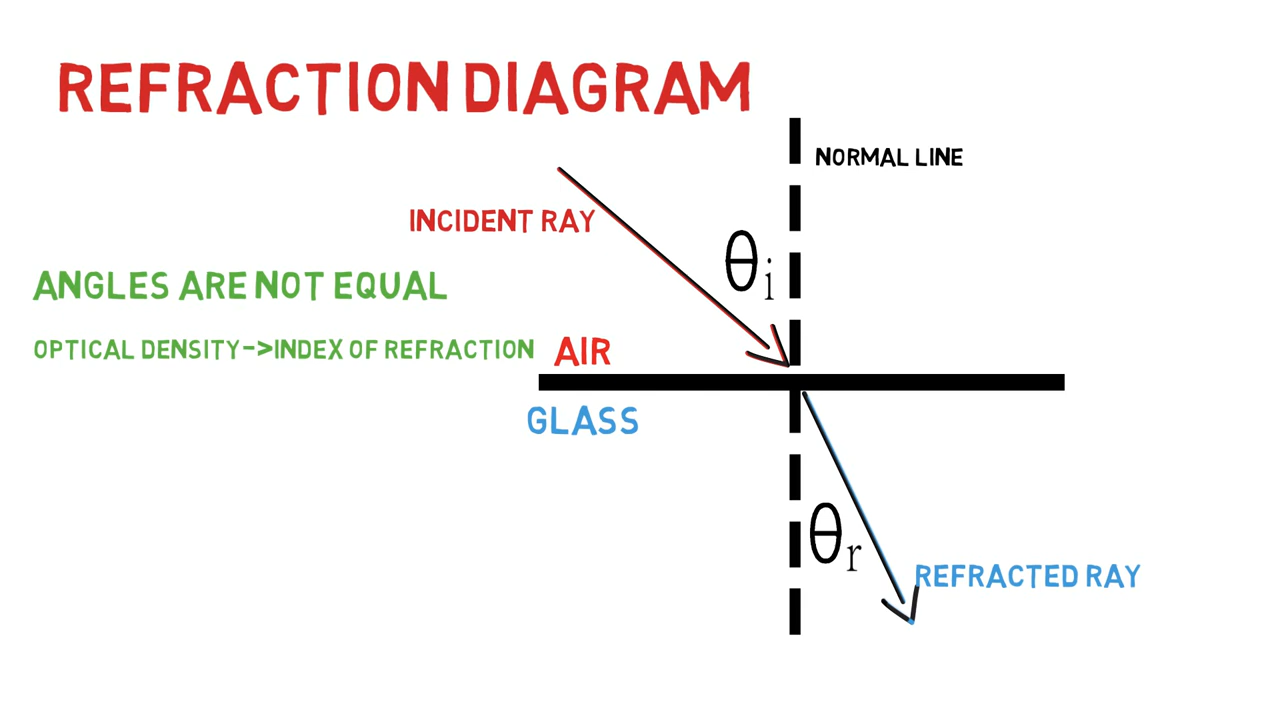 REFRACTION DIAGRAM
NORMAL LINE
INCIDENT RAY
θi
ANGLES ARE NOT EQUAL
OPTICAL DENSITY->INDEX OF REFRACTION
AIR
GLASS
θr
REFRACTED RAY